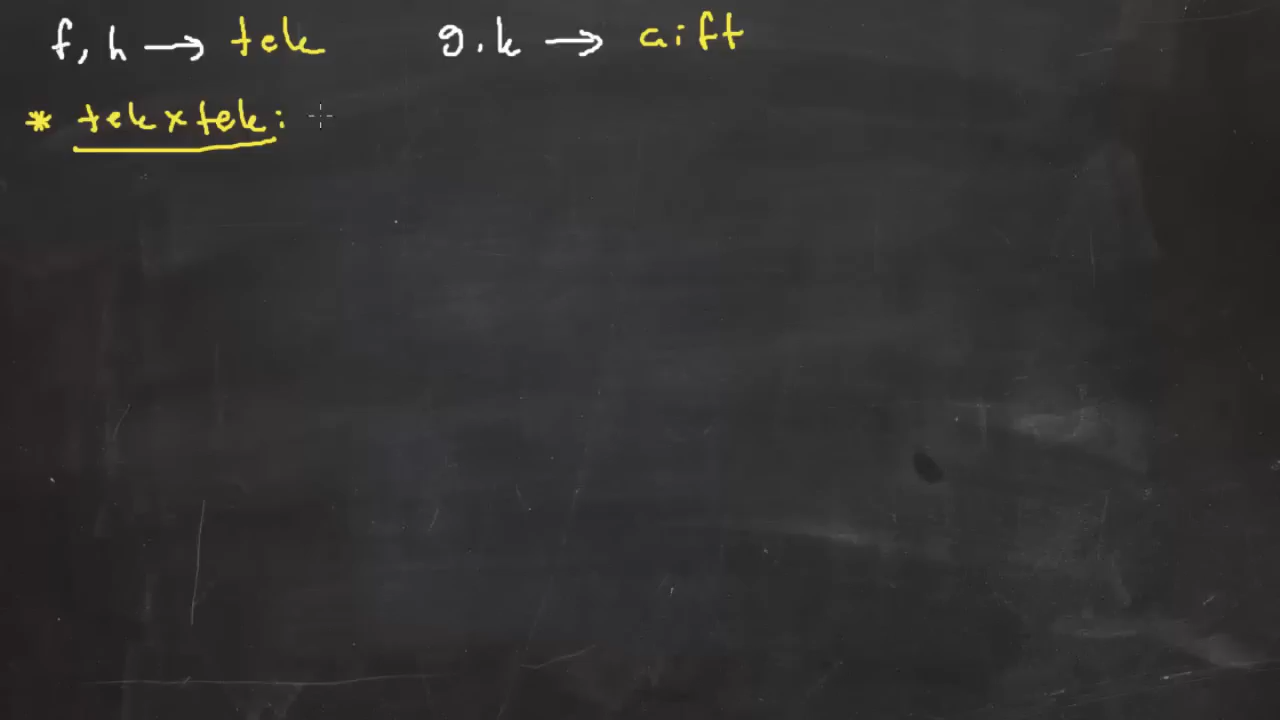 f, h → tek g, k → çift
* tek x tek: